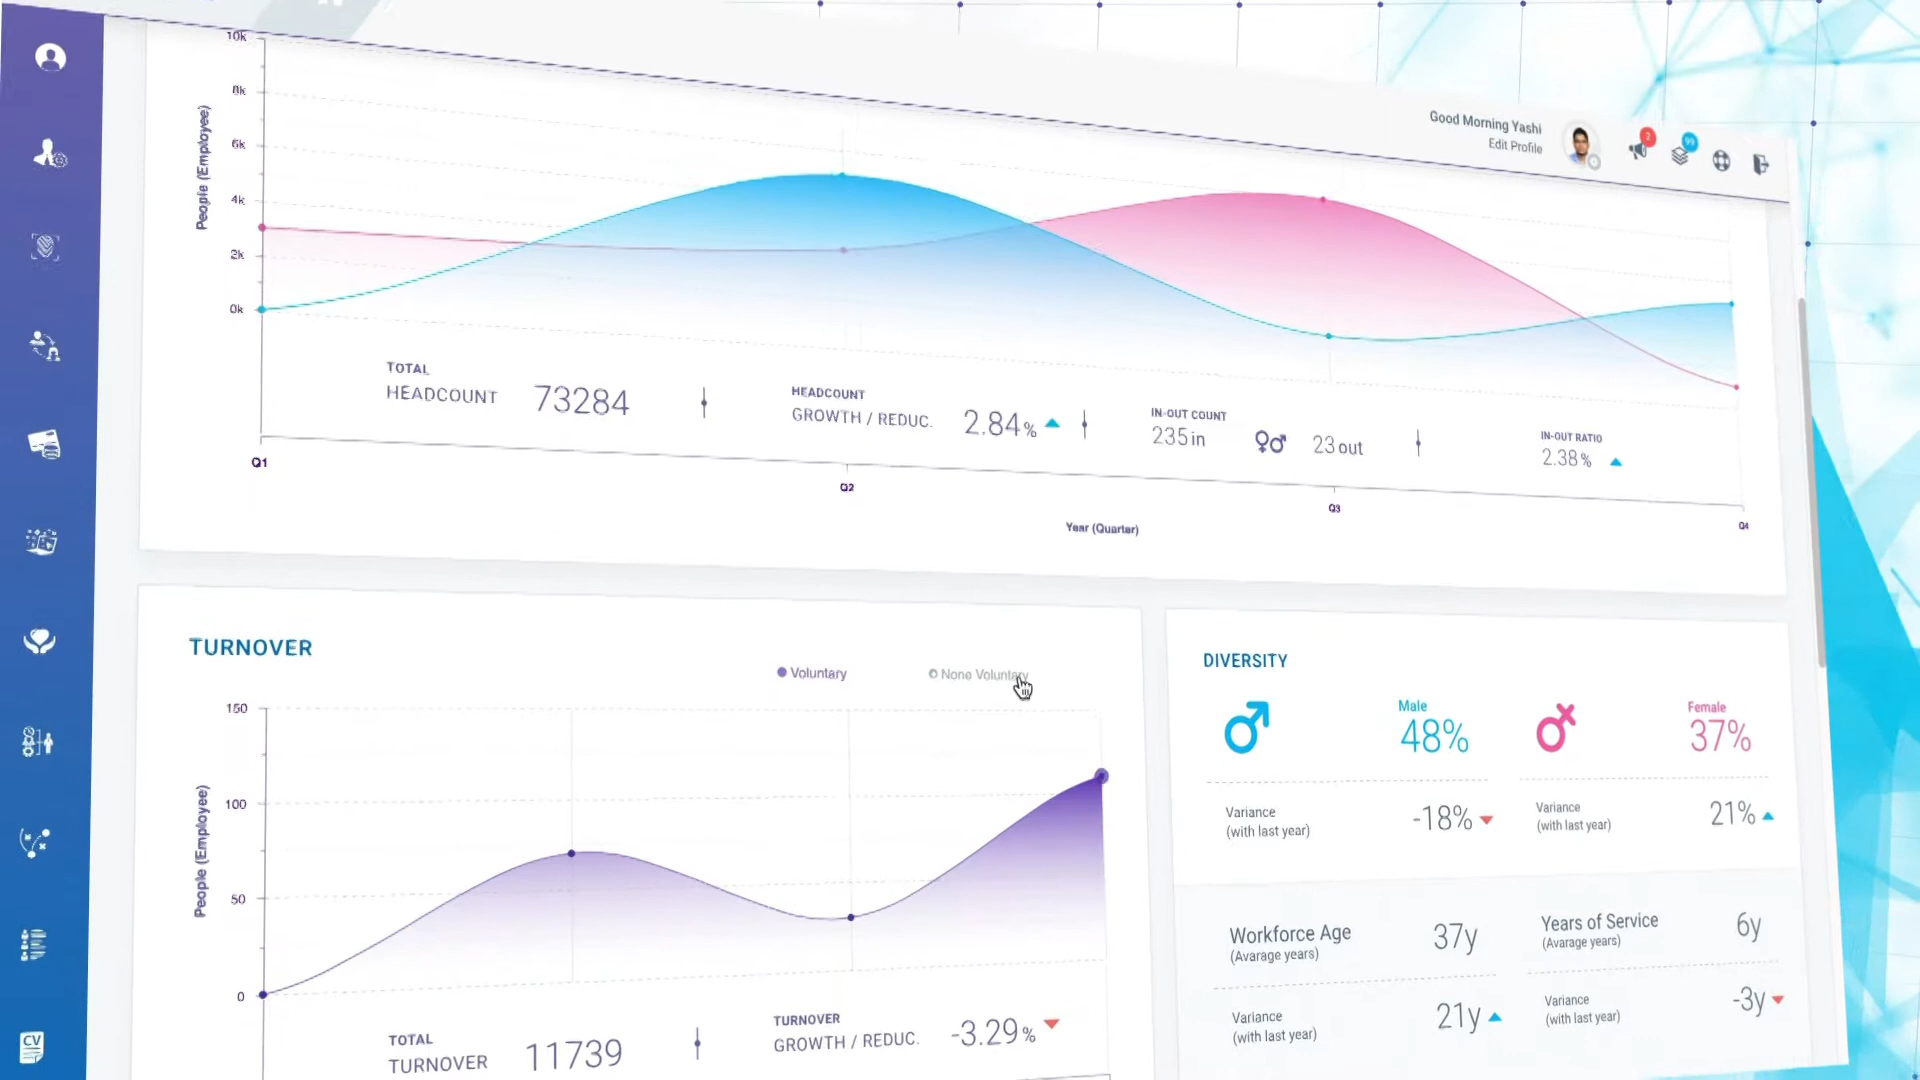 10k
8k
6k
4k
2k
0k
People (Employee)
Good Morning Yashi
Edit Profile
2
99
TOTAL
HEADCOUNT 73284
HEADCOUNT
GROWTH / REDUC. 2.84%
IN-OUT COUNT
235in 23out
IN-OUT RATIO
2.38%
Q1
Q2
Q3
Q4
Year (Quarter)
TURNOVER
Voluntary
None Voluntary
150
100
50
0
People (Employee)
TOTAL
TURNOVER 11739
TURNOVER
GROWTH / REDUC. -3.29%
DIVERSITY
Male
48%
Female
37%
Variance
(with last year)
-18%
Variance
(with last year)
21%
Workforce Age
(Avarage years)
37y
Years of Service
(Avarage years)
6y
Variance
(with last year)
21y
Variance
(with last year)
-3y
CV